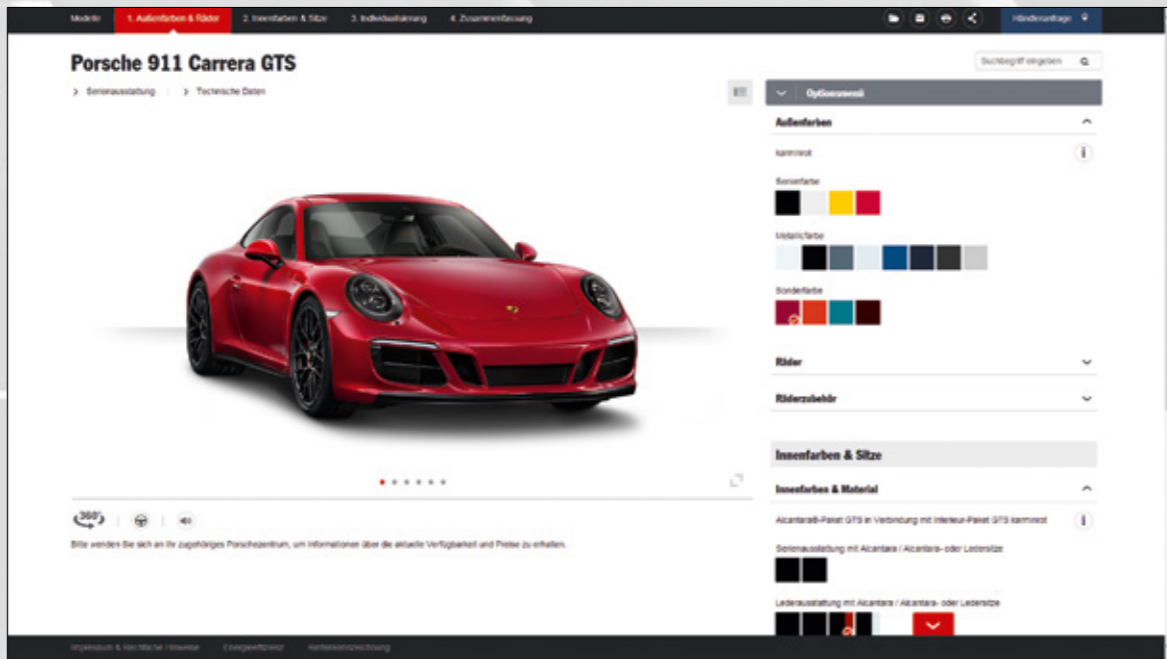 Modelle 1. Außenfarben & Räder 2. Innenfarben & Sitze 3. Individualisierung 4. Zusammenfassung Händleranfrage
Porsche 911 Carrera GTS
Suchbegriff eingeben
Serienausstattung Technische Daten
Optionsmenü
Außenfarben
karminrot
i
Serienfarbe
Metallicfarbe
Sonderfarbe
Räder
Räderzubehör
Innenfarben & Sitze
Innenfarben & Material
360°
Alcantara®-Paket GTS in Verbindung mit Interieur-Paket GTS karminrot
i
Bitte wenden Sie sich an Ihr zugehöriges Porschezentrum, um Informationen über die aktuelle Verfügbarkeit und Preise zu erhalten.
Serienausstattung mit Alcantara / Alcantara- oder Ledersitze
Lederausstattung mit Alcantara / Alcantara- oder Ledersitze
Impressum & Rechtliche Hinweise Energieeffizienz Reifenkennzeichnung